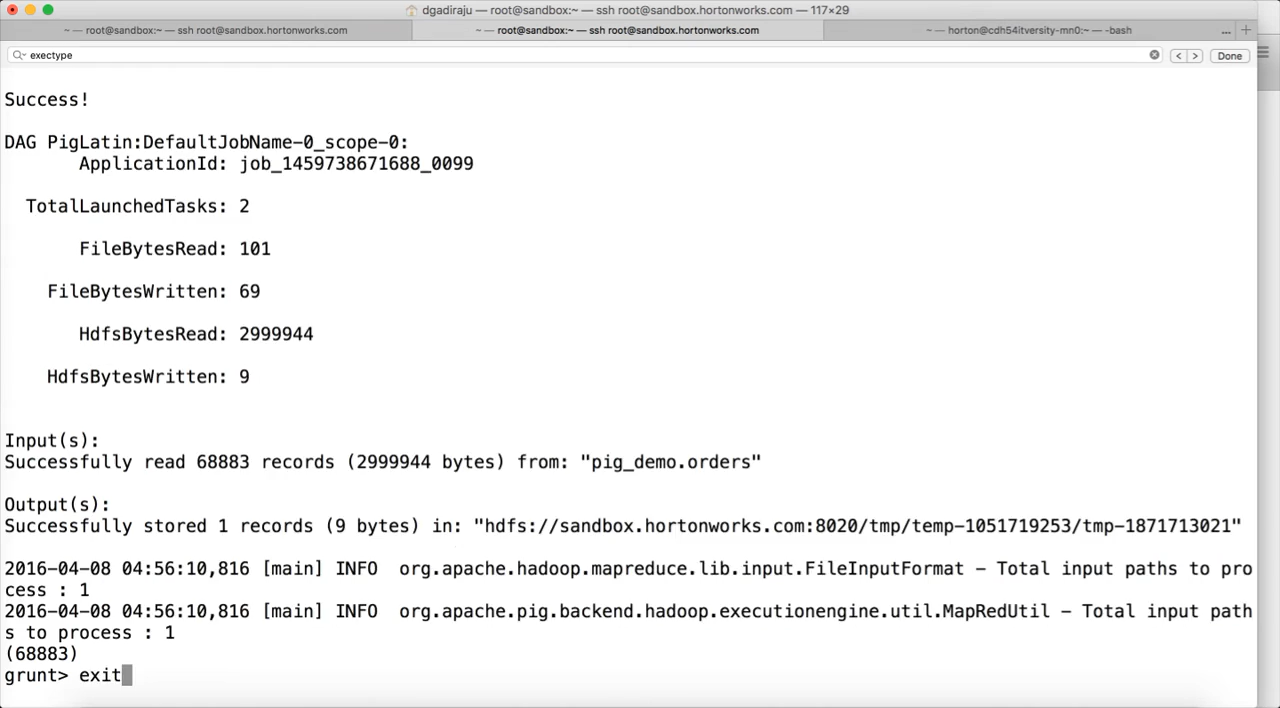 dgadiraju — root@sandbox:~ — ssh root@sandbox.hortonworks.com — 117×29
~ — root@sandbox:~ — ssh root@sandbox.hortonworks.com
~ — root@sandbox:~ — ssh root@sandbox.hortonworks.com
~ — horton@cdh54itversity-mn0:~ — -bash
... +
exectype
< > Done
Success!
DAG PigLatin:DefaultJobName-0_scope-0:
ApplicationId: job_1459738671688_0099
TotalLaunchedTasks: 2
FileBytesRead: 101
FileBytesWritten: 69
HdfsBytesRead: 2999944
HdfsBytesWritten: 9
Input(s):
Successfully read 68883 records (2999944 bytes) from: "pig_demo.orders"
Output(s):
Successfully stored 1 records (9 bytes) in: "hdfs://sandbox.hortonworks.com:8020/tmp/temp-1051719253/tmp-1871713021"
2016-04-08 04:56:10,816 [main] INFO  org.apache.hadoop.mapreduce.lib.input.FileInputFormat - Total input paths to pro
cess : 1
2016-04-08 04:56:10,816 [main] INFO  org.apache.pig.backend.hadoop.executionengine.util.MapRedUtil - Total input path
s to process : 1
(68883)
grunt> exit